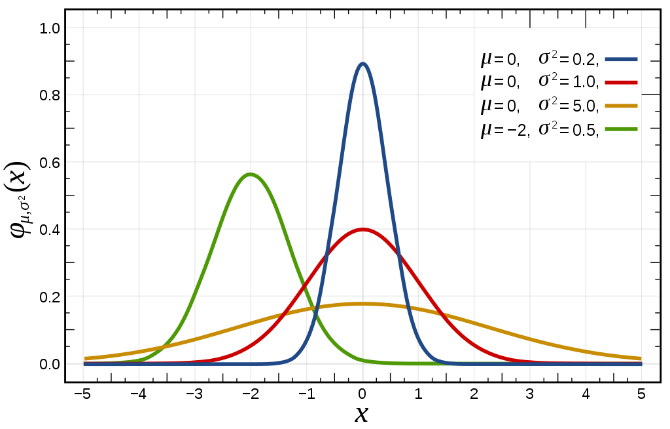 1.0
0.8
0.6
0.4
0.2
0.0
φμ,σ²(x)
μ=0, σ²=0.2,
μ=0, σ²=1.0,
μ=0, σ²=5.0,
μ=−2, σ²=0.5,
−5 −4 −3 −2 −1 0 1 2 3 4 5
x